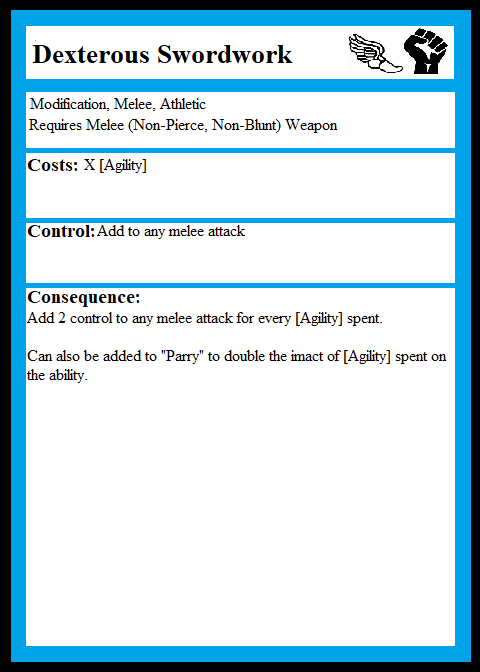 Dexterous Swordwork
Modification, Melee, Athletic
Requires Melee (Non-Pierce, Non-Blunt) Weapon
Costs: X [Agility]
Control: Add to any melee attack
Consequence:
Add 2 control to any melee attack for every [Agility] spent.
Can also be added to "Parry" to double the imact of [Agility] spent on
the ability.